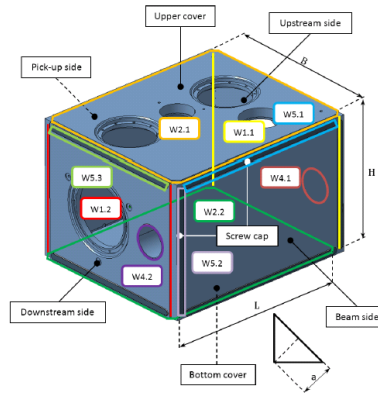 Upper cover
Upstream side
Pick-up side
B
W5.1
W2.1
W1.1
H
W5.3
W4.1
W1.2
W2.2
Screw cap
W4.2
W5.2
L
Downstream side
Beam side
Bottom cover
a